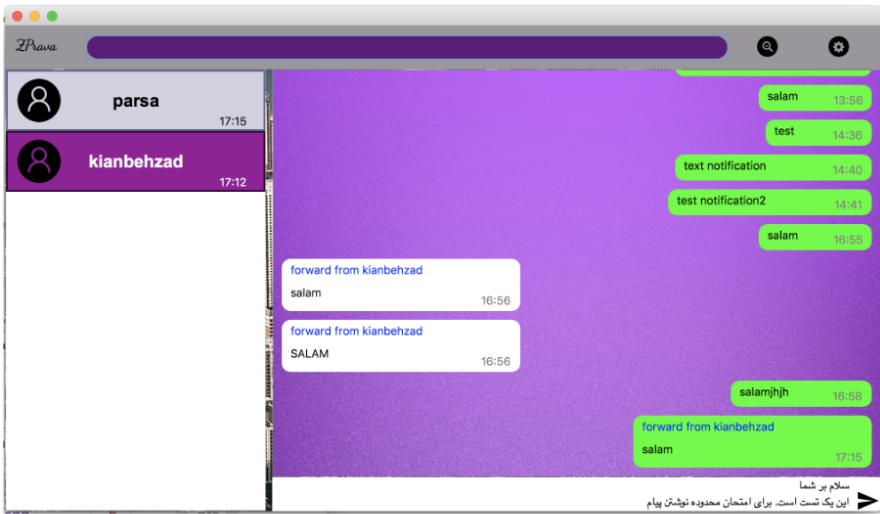 ZPrava
parsa
17:15
kianbehzad
17:12
salam
13:56
test
14:36
text notification
14:40
test notification2
14:41
salam
16:55
forward from kianbehzad
salam
16:56
forward from kianbehzad
SALAM
16:56
salamjhjh
16:58
forward from kianbehzad
salam
17:15
سلام بر شما
این یک تست است. برای امتحان محدوده نوشتن پیام